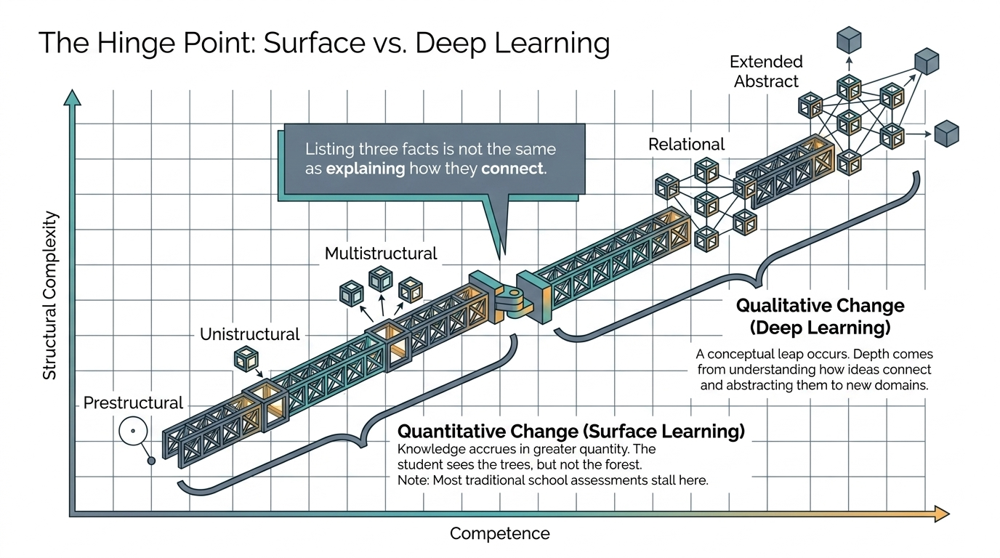 The Hinge Point: Surface vs. Deep Learning
Extended
Abstract
Relational
Listing three facts is not the same
as explaining how they connect.
Multistructural
Unistructural
Prestructural
Structural Complexity
Qualitative Change
(Deep Learning)
A conceptual leap occurs. Depth comes
from understanding how ideas connect
and abstracting them to new domains.
Quantitative Change (Surface Learning)
Knowledge accrues in greater quantity. The
student sees the trees, but not the forest.
Note: Most traditional school assessments stall here.
Competence